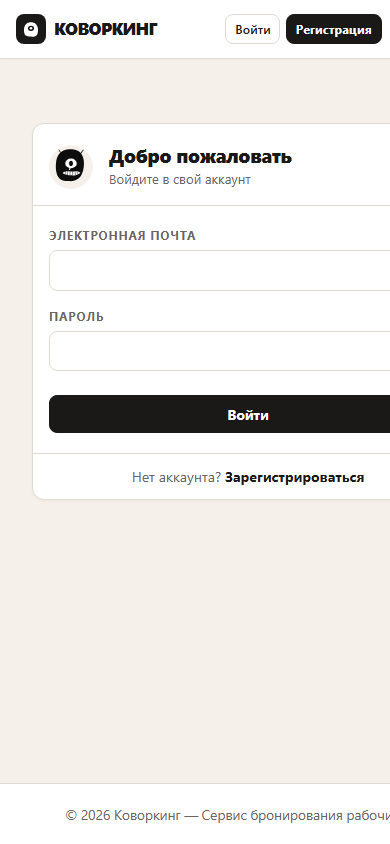 КОВОРКИНГ
Войти
Регистрация
Добро пожаловать
Войдите в свой аккаунт
ЭЛЕКТРОННАЯ ПОЧТА
ПАРОЛЬ
Войти
Нет аккаунта? Зарегистрироваться
© 2026 Коворкинг — Сервис бронирования рабочи